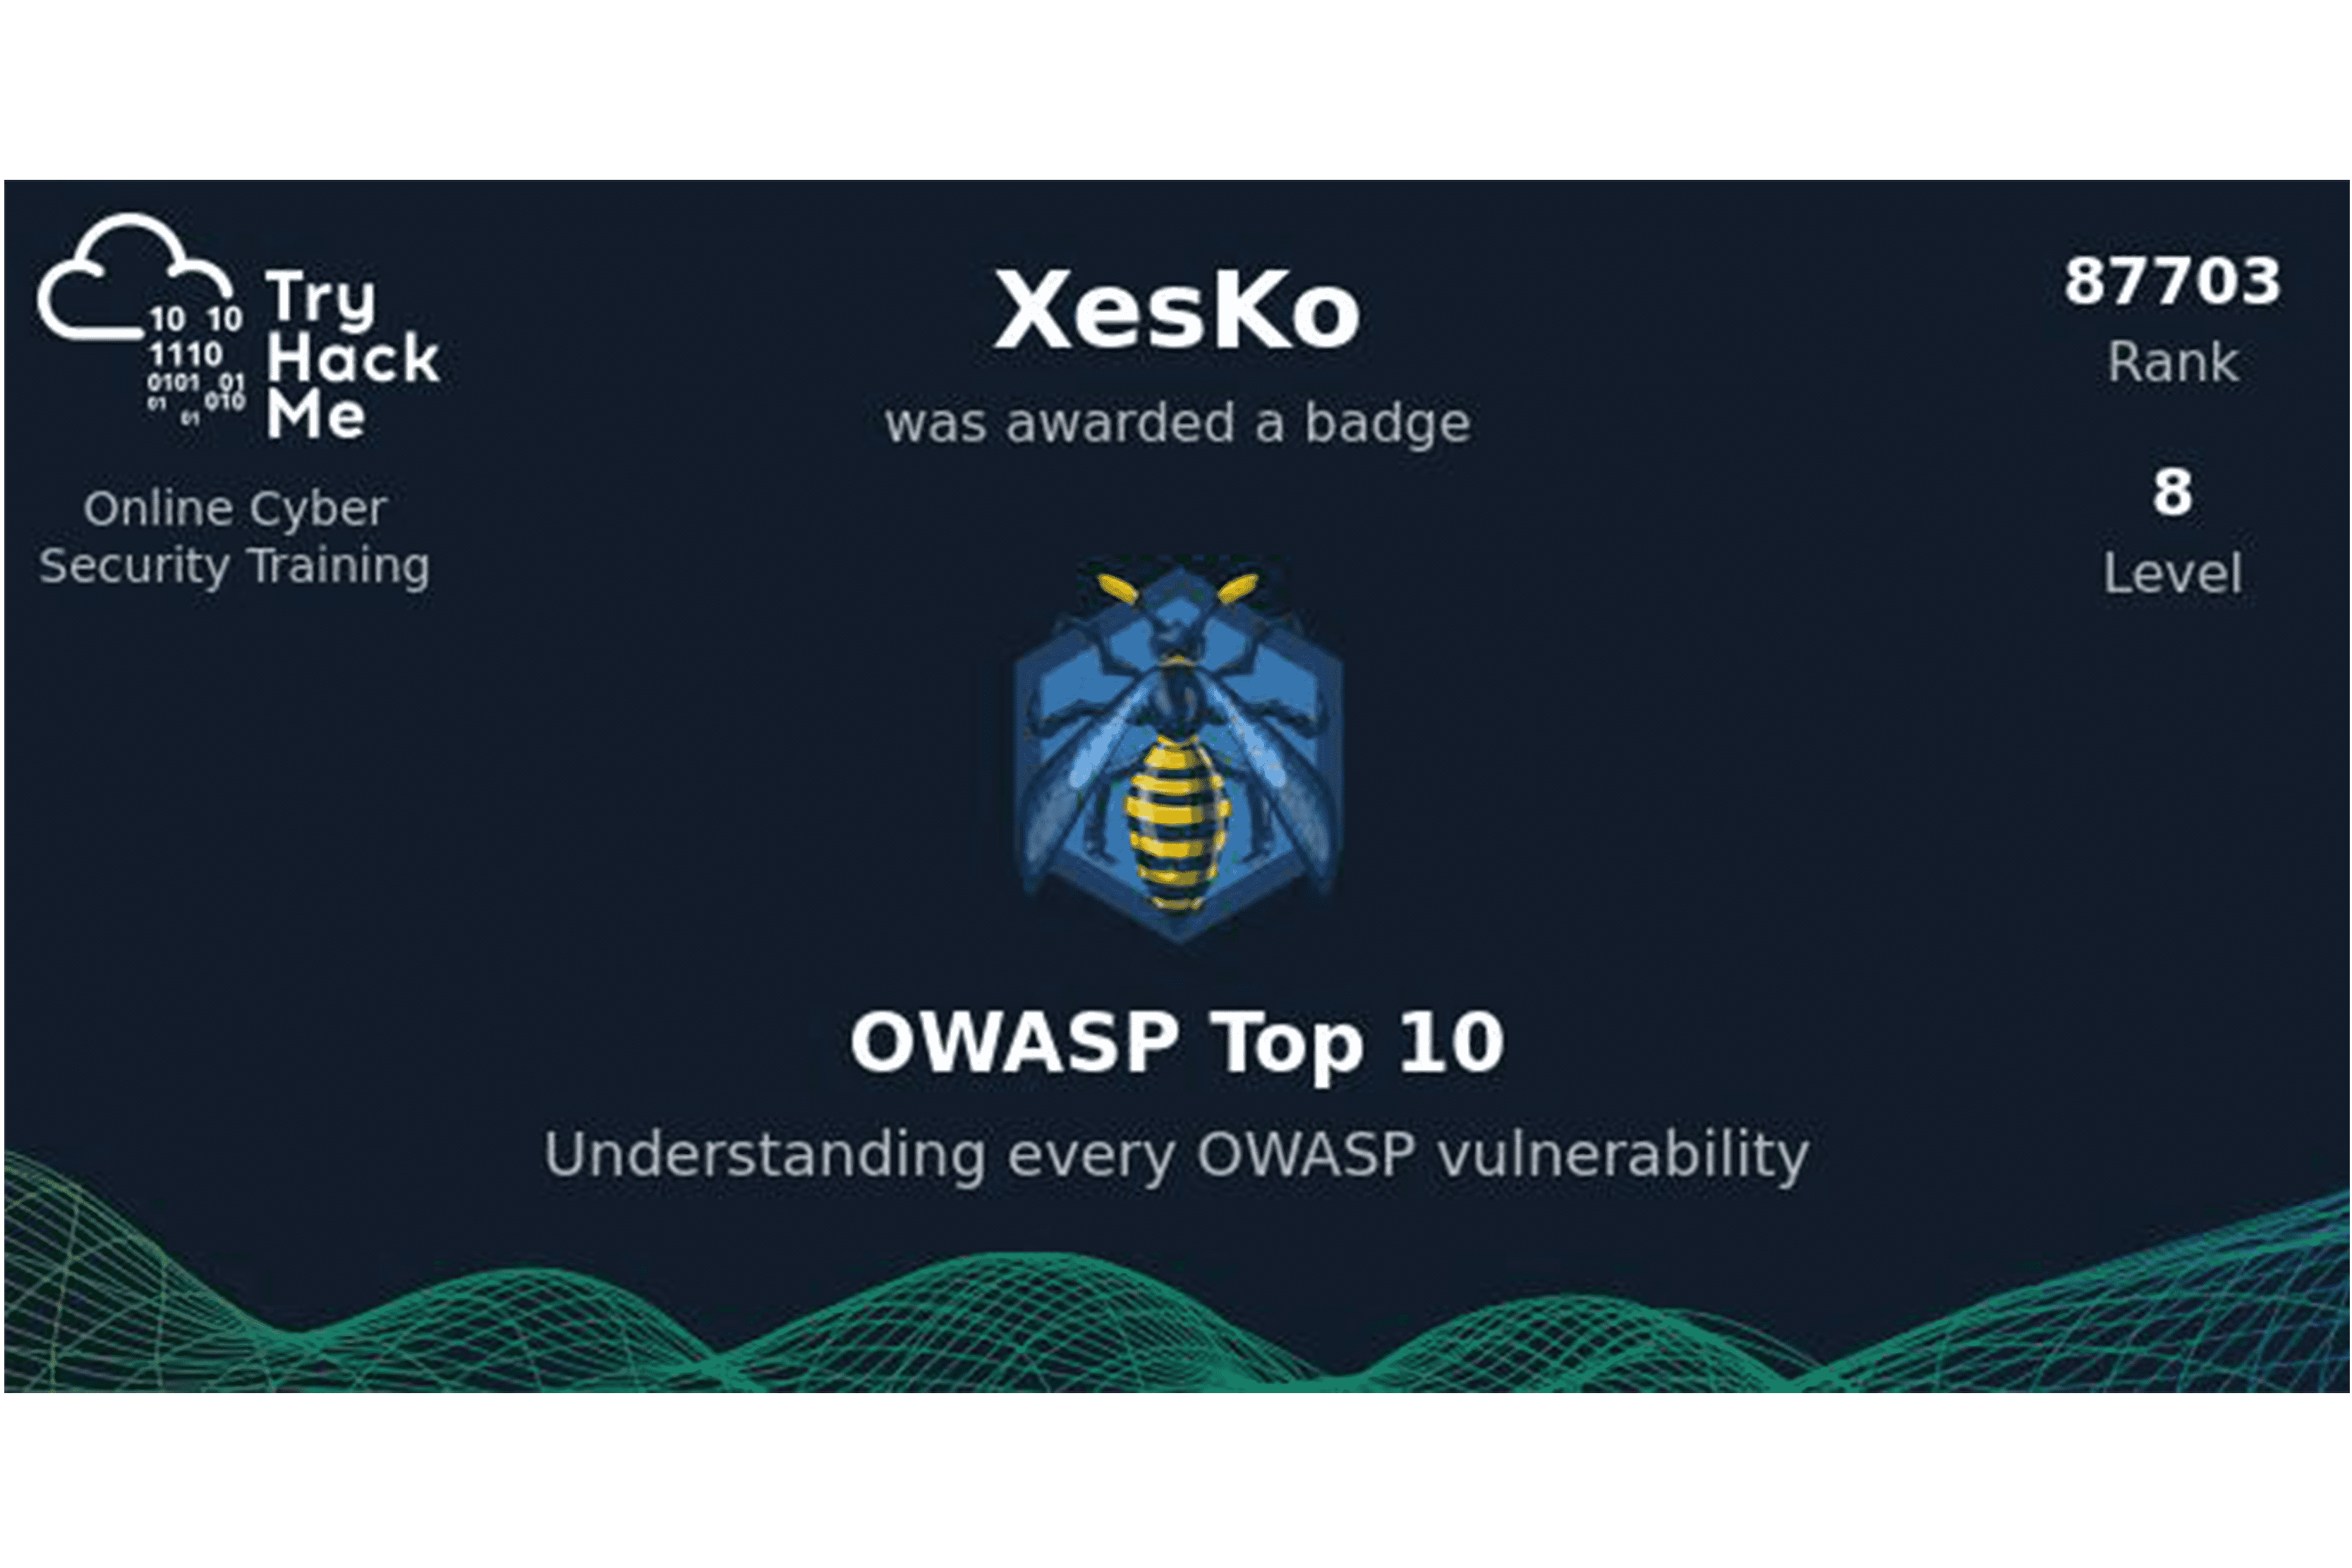 Try
Hack
Me
10 10
1110
0101 01
01 010
01
Online Cyber
Security Training
XesKo
was awarded a badge
87703
Rank
8
Level
OWASP Top 10
Understanding every OWASP vulnerability